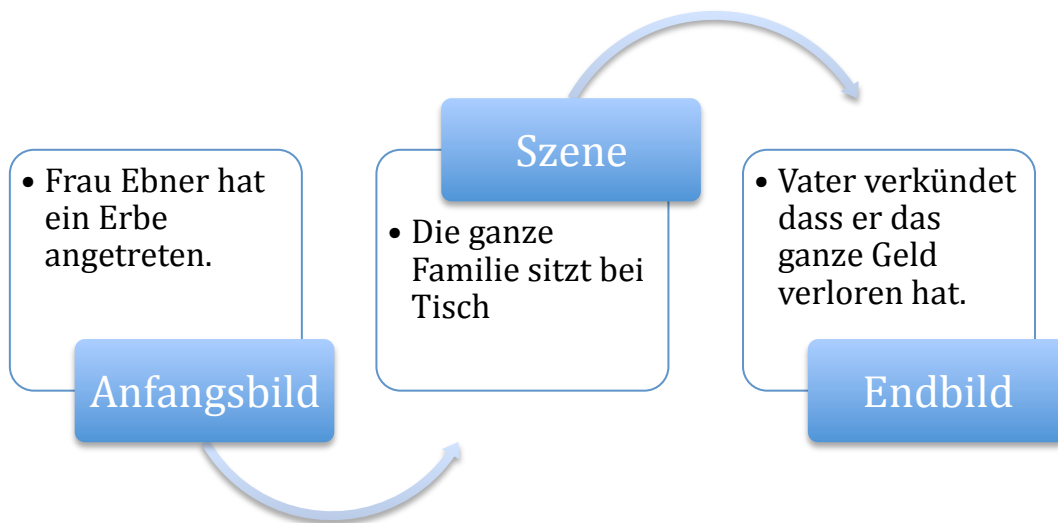 • Frau Ebner hat
ein Erbe
angetreten.
Anfangsbild
Szene
• Die ganze
Familie sitzt bei
Tisch
• Vater verkündet
dass er das
ganze Geld
verloren hat.
Endbild